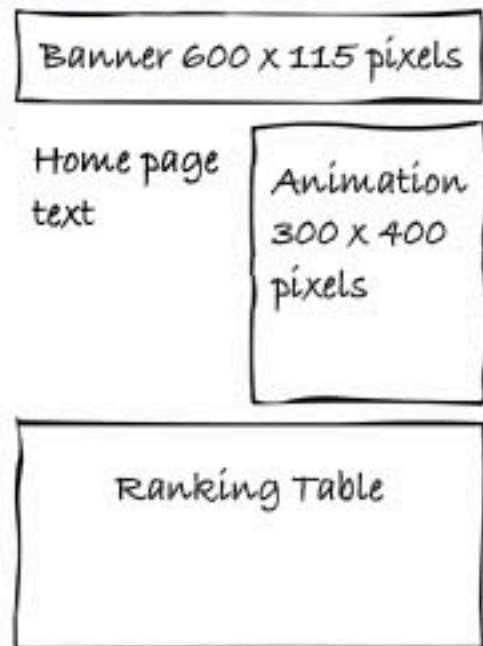 Banner 600 x 115 pixels
Home page
text
Animation
300 x 400
pixels
Ranking Table